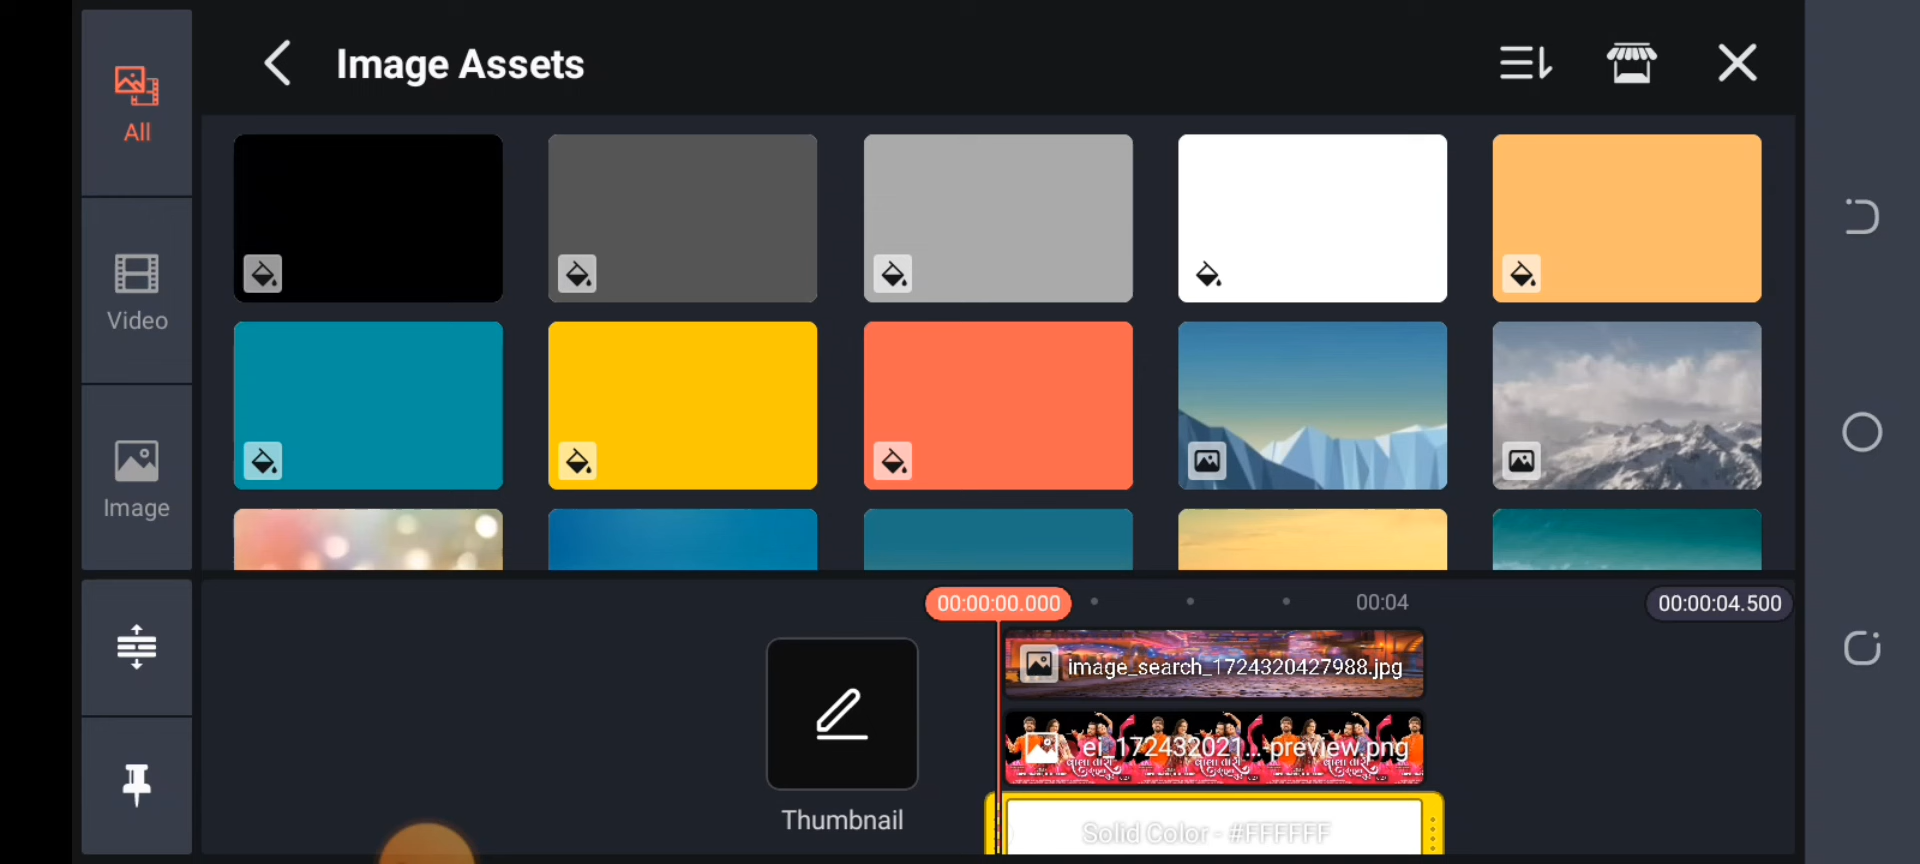 Image Assets
All
Video
Image
00:00:00.000
00:04
00:00:04.500
image_search_1724320427988.jpg
ei_172432021...-preview.png
Thumbnail
Solid Color - #FFFFFF